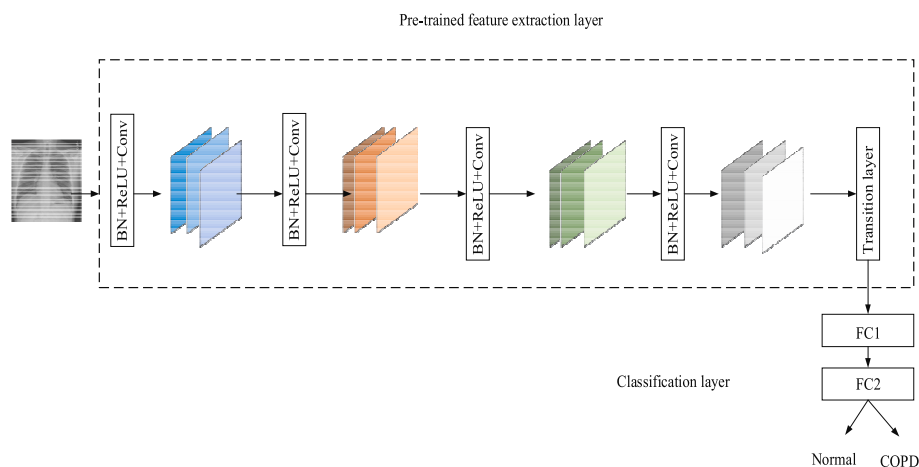 Pre-trained feature extraction layer
BN+ReLU+Conv
BN+ReLU+Conv
BN+ReLU+Conv
BN+ReLU+Conv
Transition layer
FC1
Classification layer
FC2
Normal
COPD